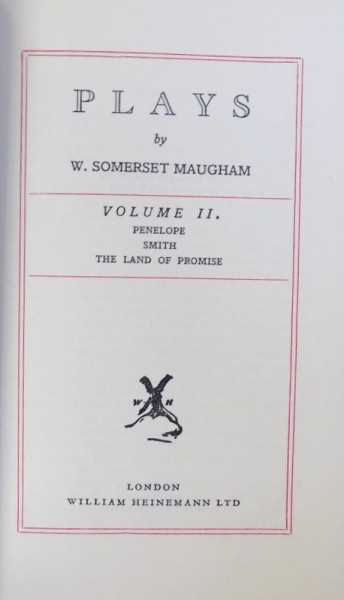 PLAYS
by
W. SOMERSET MAUGHAM
VOLUME II.
PENELOPE
SMITH
THE LAND OF PROMISE
W H
LONDON
WILLIAM HEINEMANN LTD